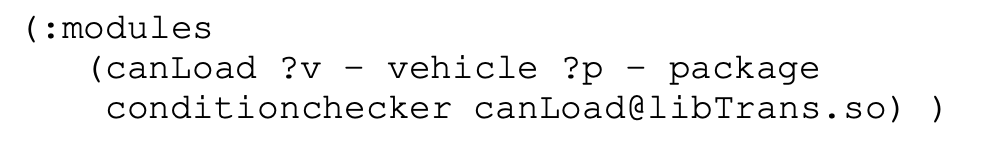 (:modules
(canLoad ?v – vehicle ?p – package
conditionchecker canLoad@libTrans.so) )